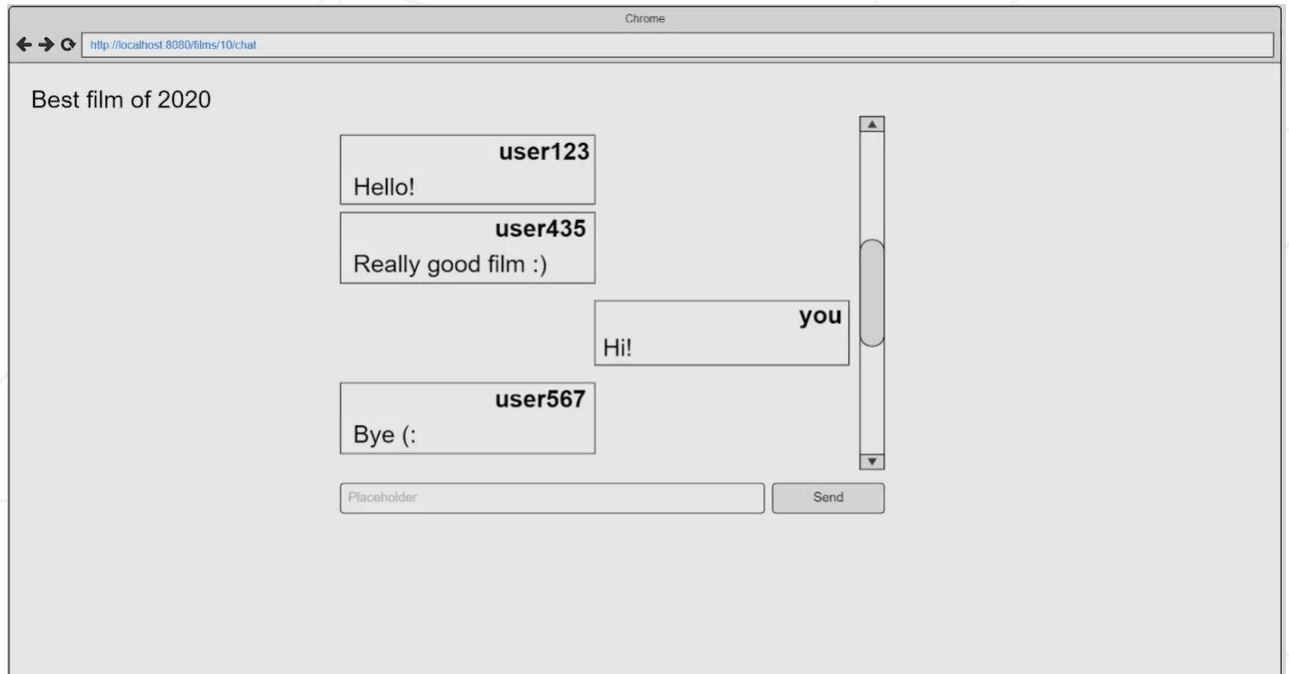 Chrome
http://localhost:8080/films/10/chat
Best film of 2020
user123
Hello!
user435
Really good film :)
you
Hi!
user567
Bye (:
Placeholder
Send